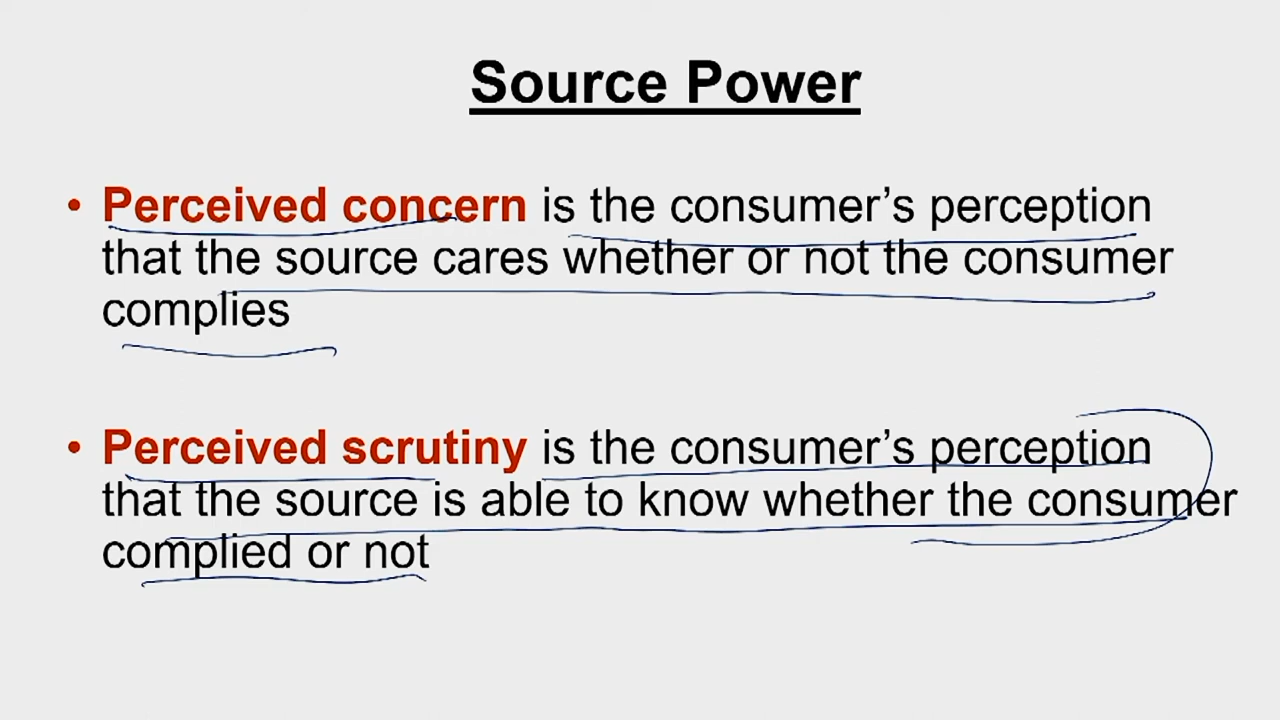 Source Power
• Perceived concern is the consumer’s perception
that the source cares whether or not the consumer
complies
• Perceived scrutiny is the consumer’s perception
that the source is able to know whether the consumer
complied or not